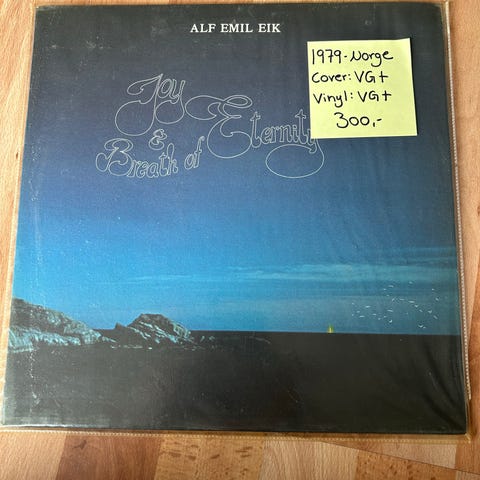 ALF EMIL EIK
Joy
& Eternity
Breath of
1979-Norge
Cover: VG+
Vinyl: VG+
300,-